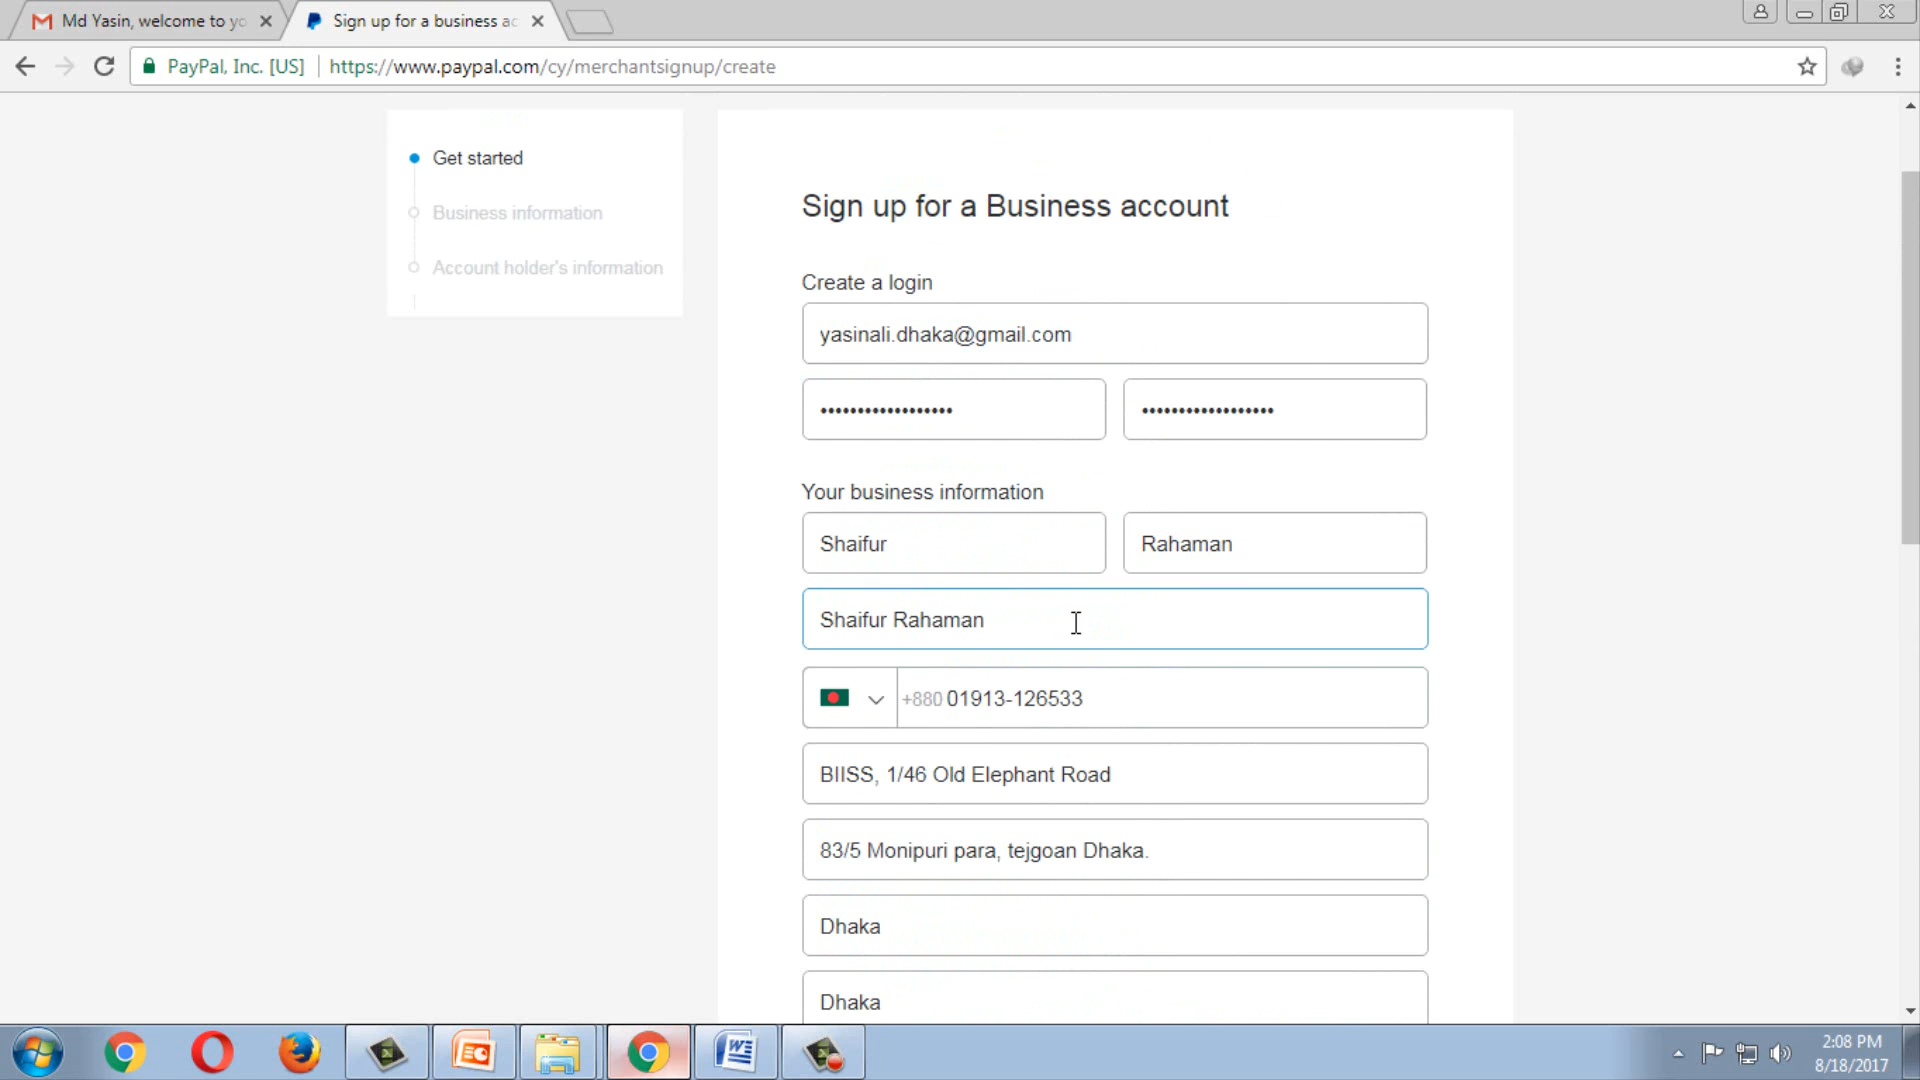 Md Yasin, welcome to yo
Sign up for a business ac
PayPal, Inc. [US]
https://www.paypal.com/cy/merchantsignup/create
Get started
Business information
Account holder's information
Sign up for a Business account
Create a login
yasinali.dhaka@gmail.com
•••••••••••••••••• ••••••••••••••••••
Your business information
Shaifur Rahaman
Shaifur Rahaman
+880 01913-126533
BIISS, 1/46 Old Elephant Road
83/5 Monipuri para, tejgoan Dhaka.
Dhaka
Dhaka
2:08 PM
8/18/2017